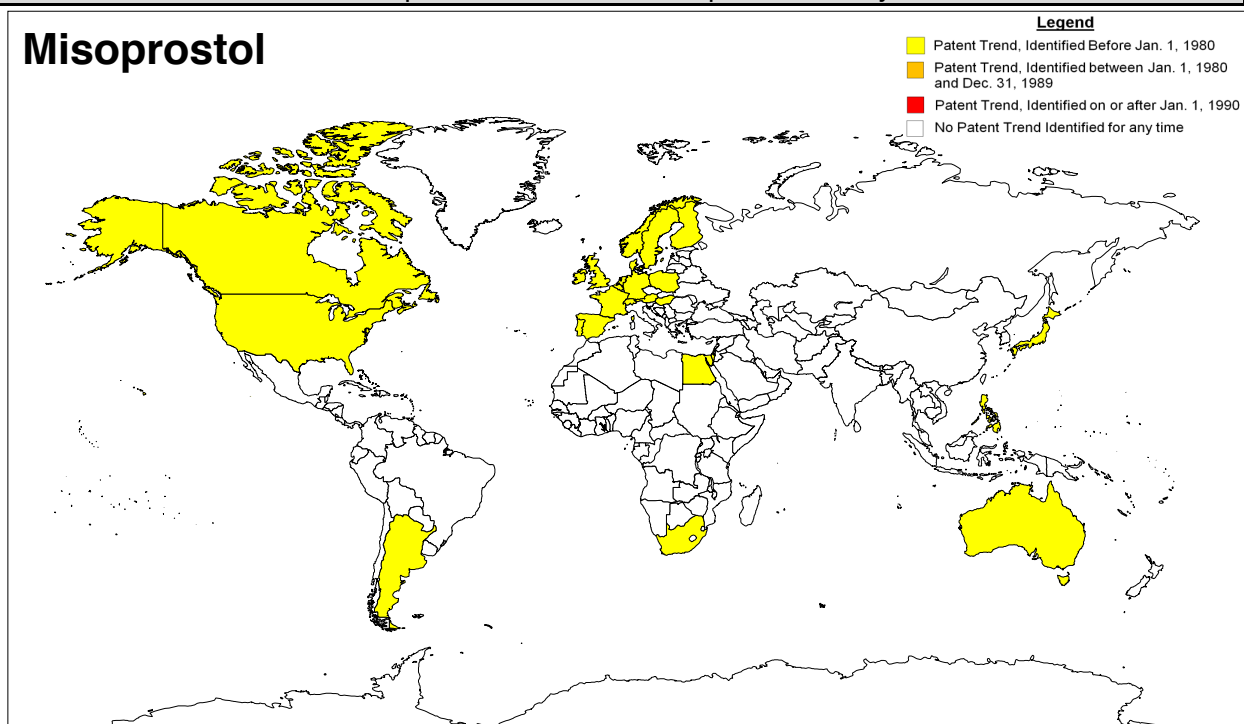 Misoprostol
Legend
Patent Trend, Identified Before Jan. 1, 1980
Patent Trend, Identified between Jan. 1, 1980
and Dec. 31, 1989
Patent Trend, Identified on or after Jan. 1, 1990
No Patent Trend Identified for any time